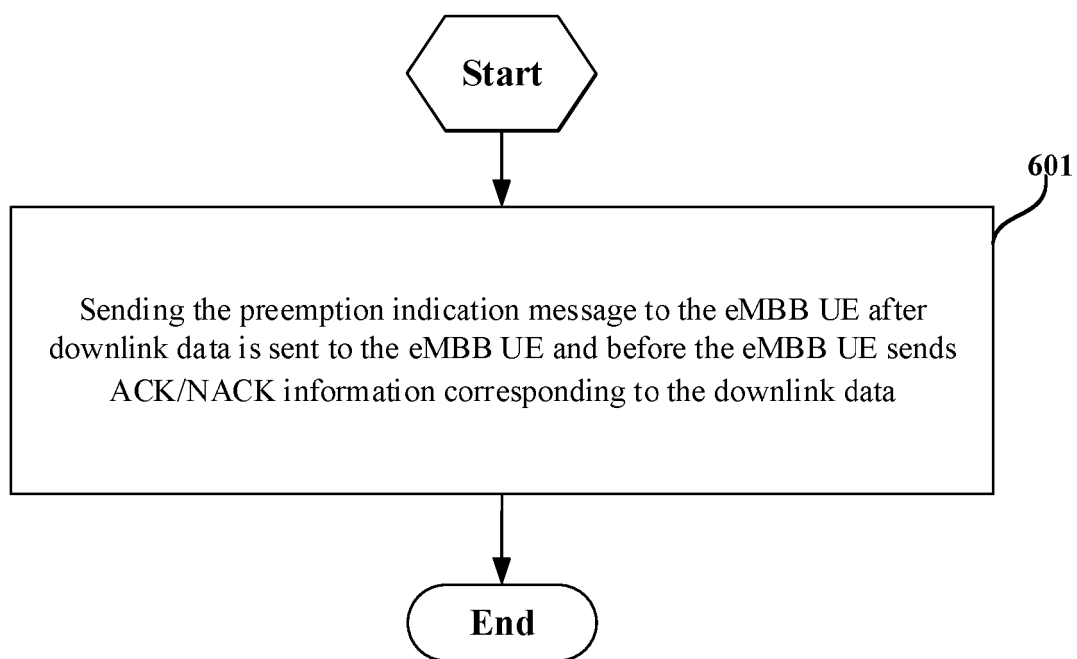 Start
601
Sending the preemption indication message to the eMBB UE after
downlink data is sent to the eMBB UE and before the eMBB UE sends
ACK/NACK information corresponding to the downlink data
End